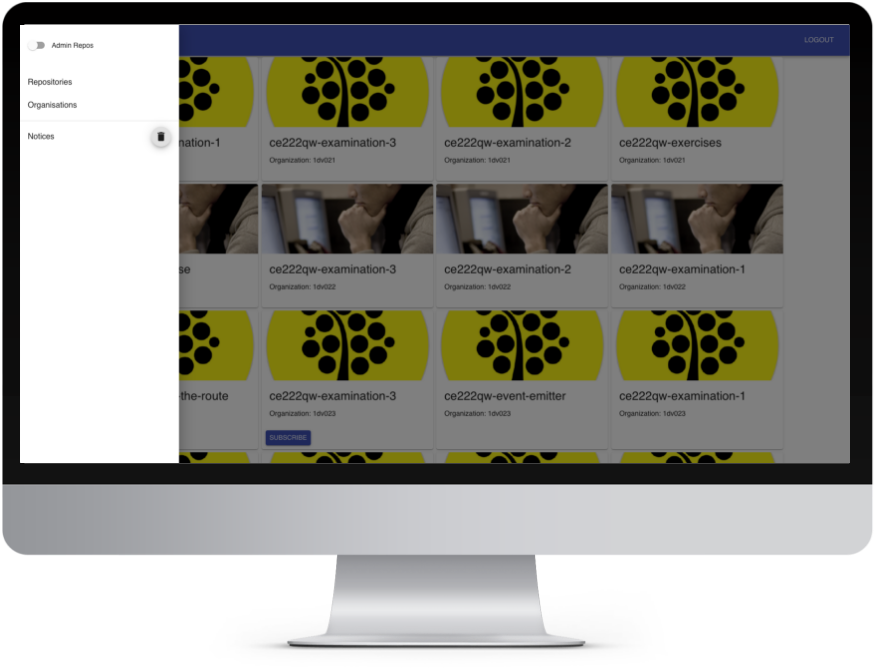 Admin Repos
LOGOUT
Repositories
Organisations
Notices
nation-1
ce222qw-examination-3
Organization: 1dv021
ce222qw-examination-2
Organization: 1dv021
ce222qw-exercises
Organization: 1dv021
se
ce222qw-examination-3
Organization: 1dv022
ce222qw-examination-2
Organization: 1dv022
ce222qw-examination-1
Organization: 1dv022
-the-route
ce222qw-examination-3
Organization: 1dv023
SUBSCRIBE
ce222qw-event-emitter
Organization: 1dv023
ce222qw-examination-1
Organization: 1dv023